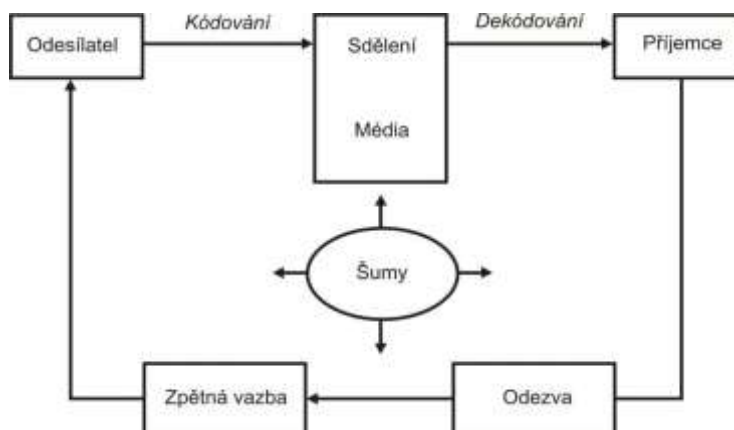 Odesílatel
Kódování
Sdělení
Dekódování
Příjemce
Média
Šumy
Zpětná vazba
Odezva